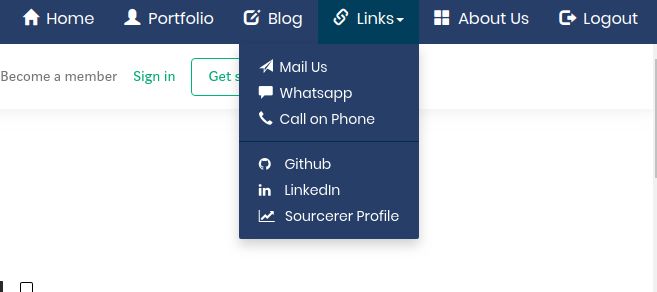 Home Portfolio Blog Links About Us Logout
Become a member Sign in Get s
Mail Us
Whatsapp
Call on Phone
Github
LinkedIn
Sourcerer Profile